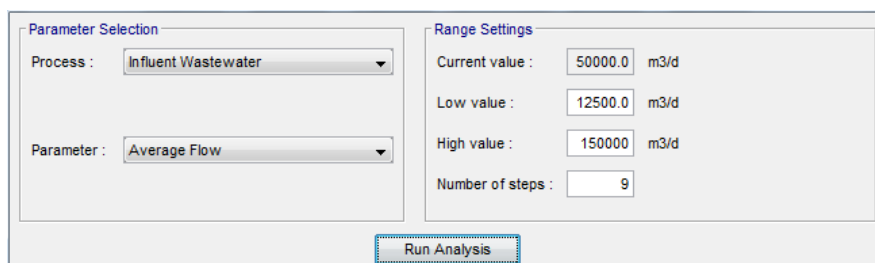 Parameter Selection
Process : Influent Wastewater
Parameter : Average Flow
Range Settings
Current value : 50000.0 m3/d
Low value : 12500.0 m3/d
High value : 150000 m3/d
Number of steps : 9
Run Analysis